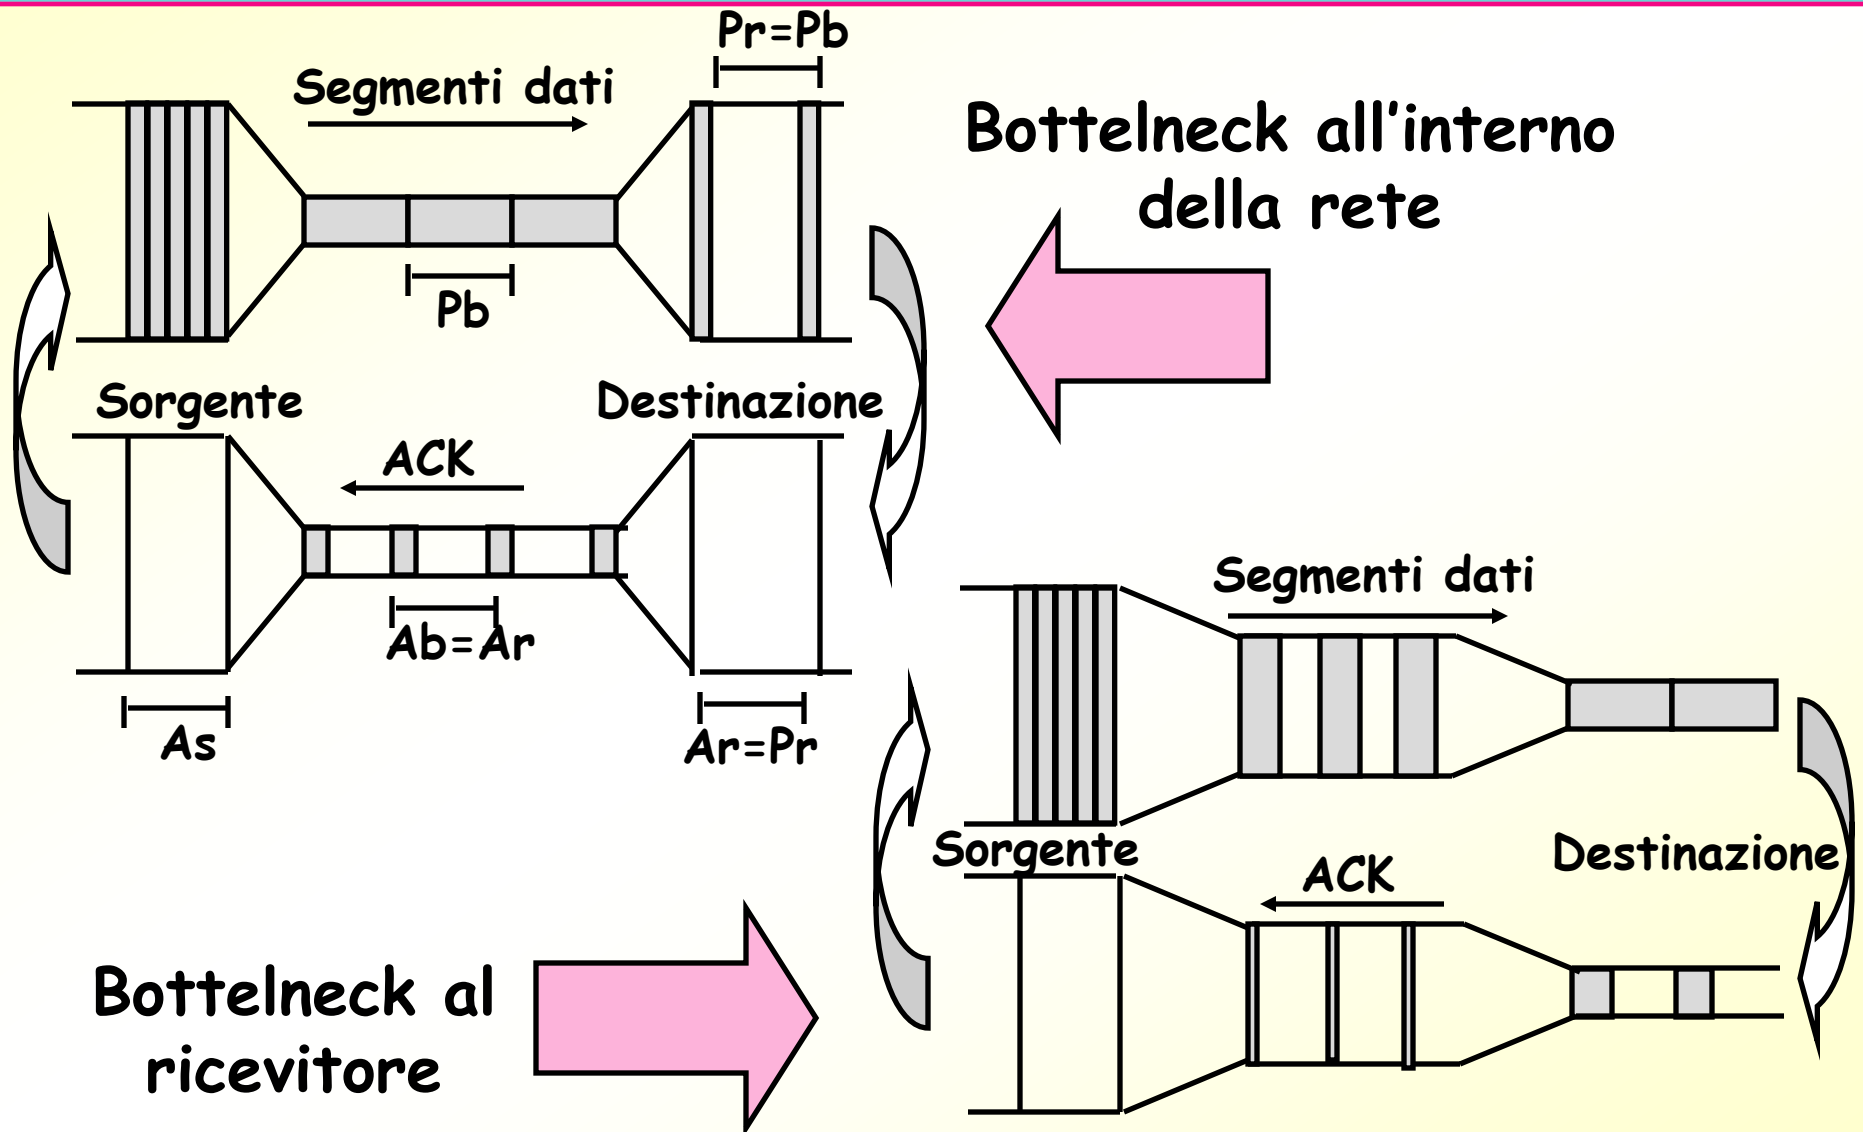 Pr=Pb
Segmenti dati
Bottelneck all'interno
della rete
Pb
Sorgente
Destinazione
ACK
Ab=Ar
As
Ar=Pr
Segmenti dati
Sorgente
Destinazione
ACK
Bottelneck al
ricevitore